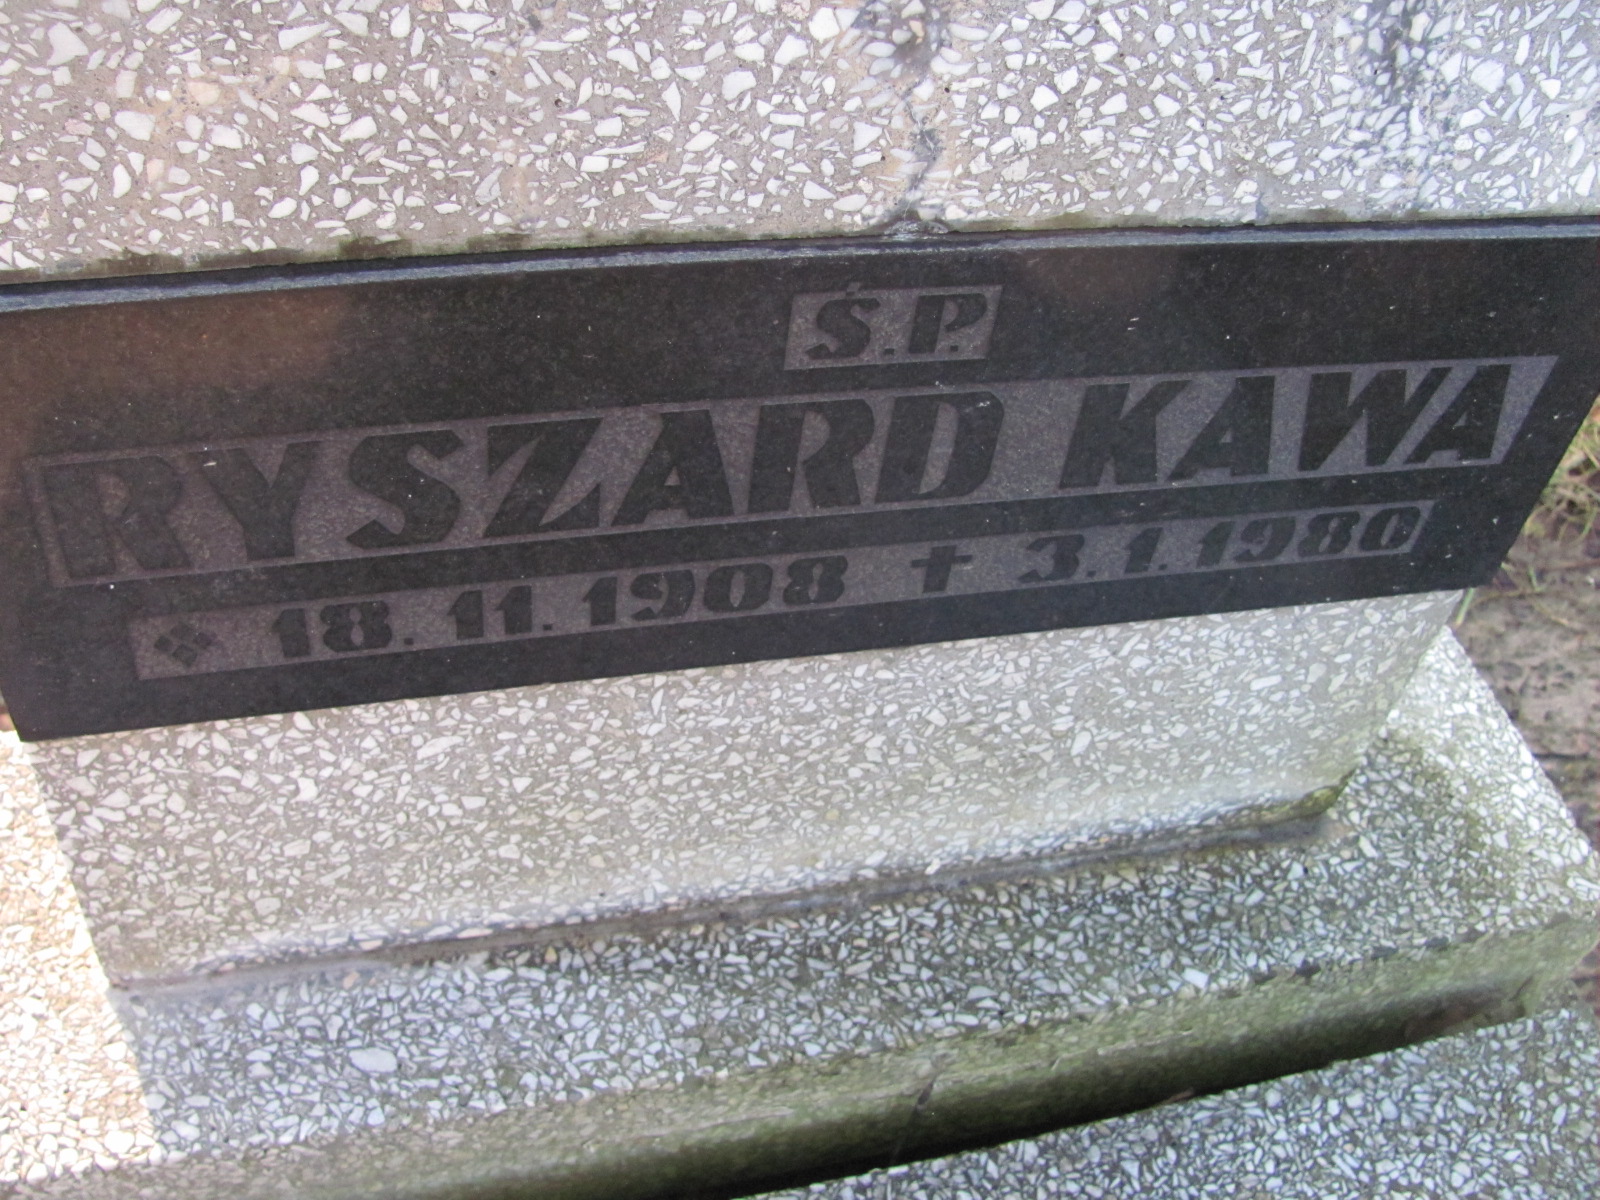 Ś.P.
RYSZARD KAWA
18.11.1908 ✝ 3.1.1980